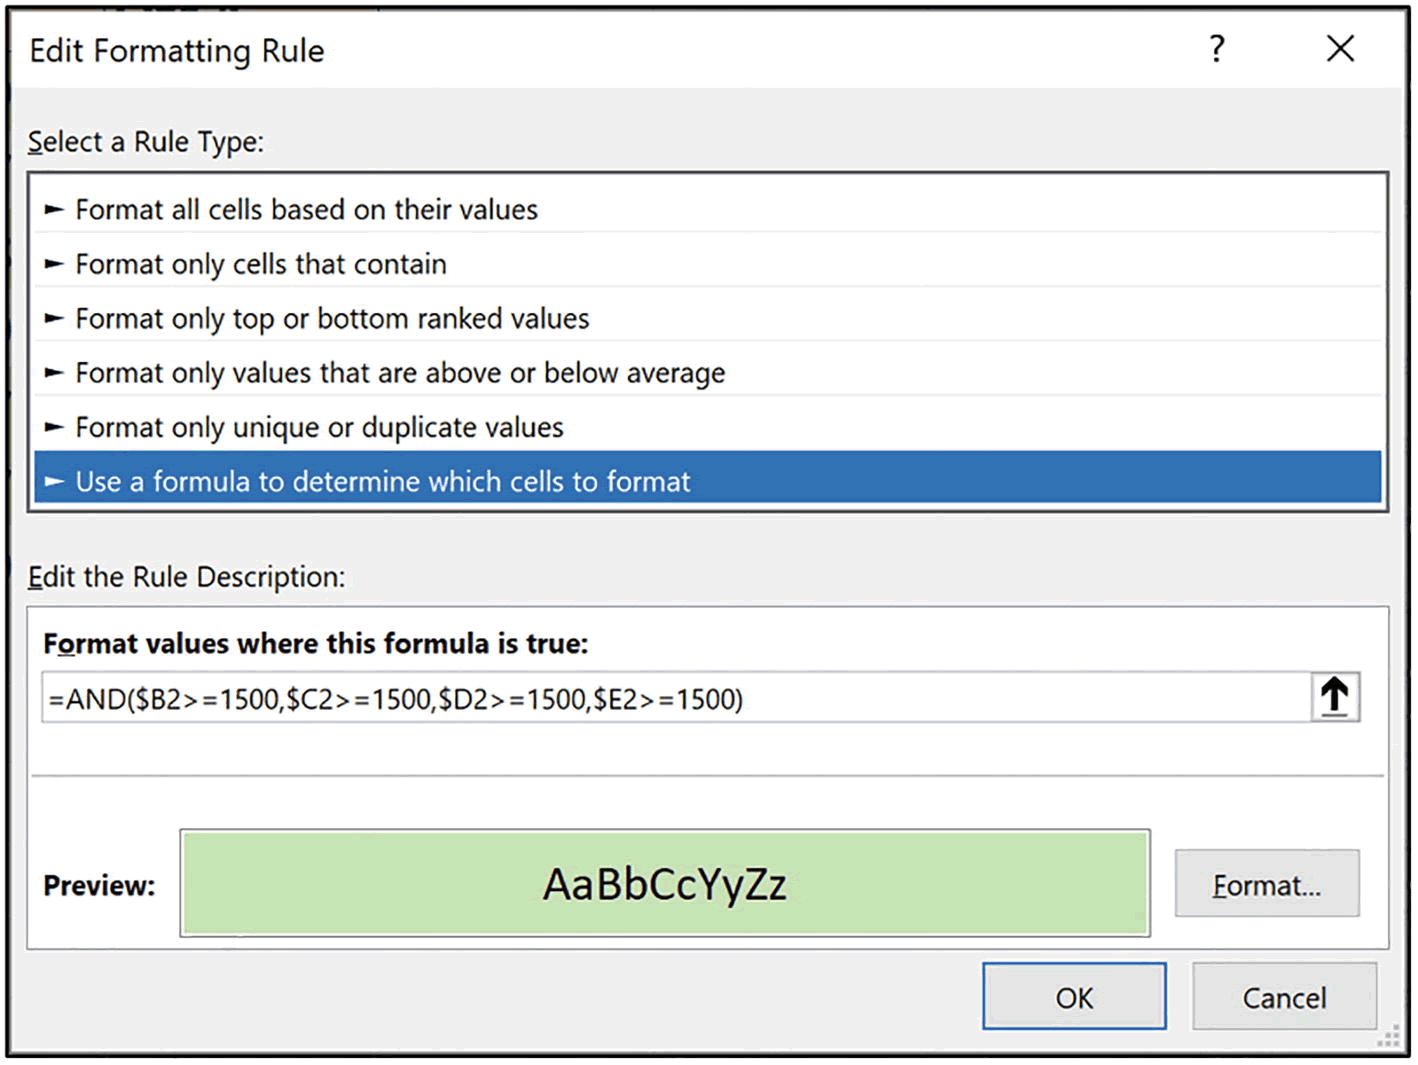 Edit Formatting Rule
?
Select a Rule Type:
► Format all cells based on their values
► Format only cells that contain
► Format only top or bottom ranked values
► Format only values that are above or below average
► Format only unique or duplicate values
► Use a formula to determine which cells to format
Edit the Rule Description:
Format values where this formula is true:
=AND($B2>=1500,$C2>=1500,$D2>=1500,$E2>=1500)
Preview:
AaBbCcYyZz
Format...
OK
Cancel